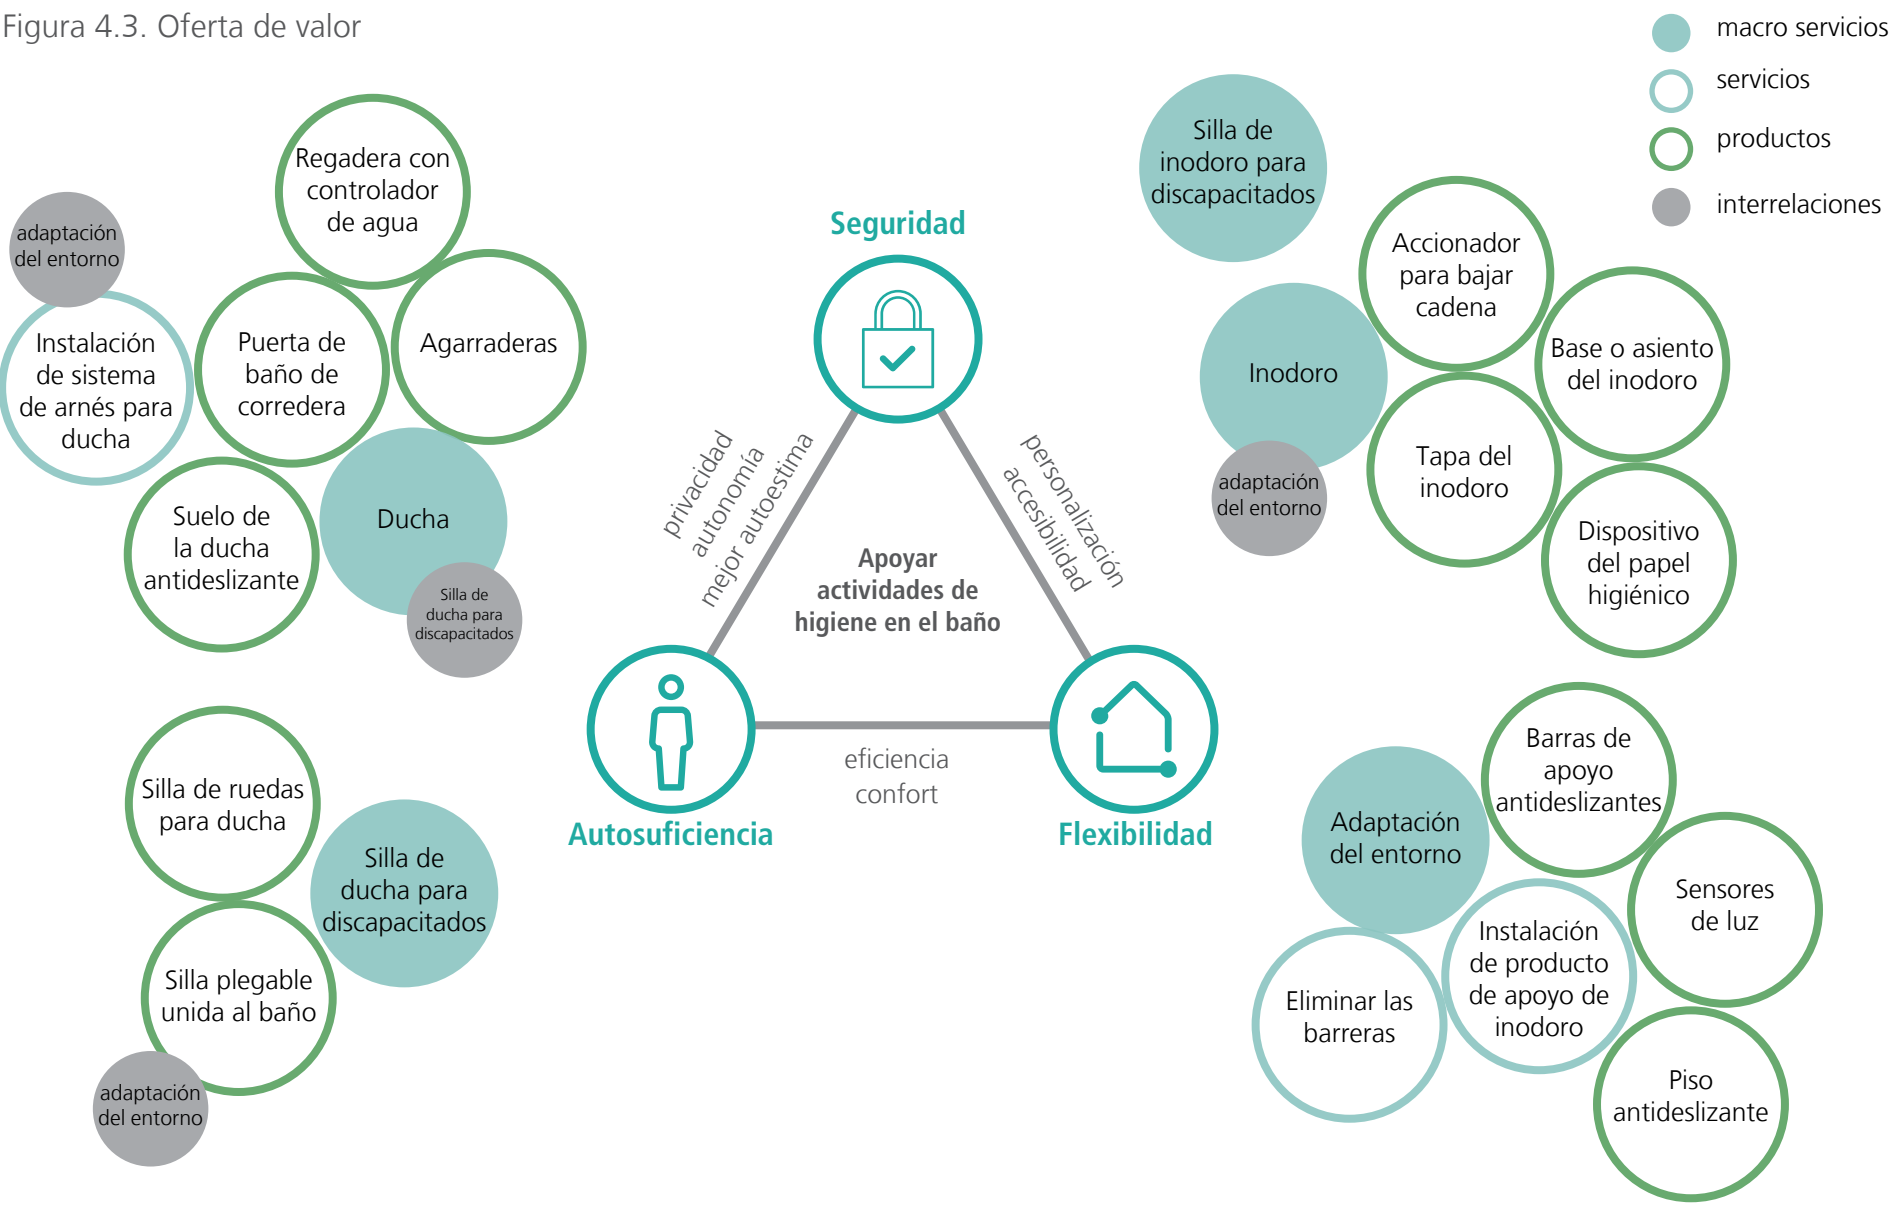 Figura 4.3. Oferta de valor
macro servicios
servicios
productos
interrelaciones
Regadera con
controlador
de agua
adaptación
del entorno
Instalación
de sistema
de arnés para
ducha
Puerta de
baño de
corredera
Agarraderas
Suelo de
la ducha
antideslizante
Ducha
Silla de
ducha para
discapacitados
Silla de ruedas
para ducha
Silla de
ducha para
discapacitados
Silla plegable
unida al baño
adaptación
del entorno
Seguridad
privacidad
autonomía
mejor autoestima
personalización
accesibilidad
Apoyar
actividades de
higiene en el baño
eficiencia
confort
Autosuficiencia
Flexibilidad
Silla de
inodoro para
discapacitados
Accionador
para bajar
cadena
Inodoro
Base o asiento
del inodoro
adaptación
del entorno
Tapa del
inodoro
Dispositivo
del papel
higiénico
Barras de
apoyo
antideslizantes
Adaptación
del entorno
Sensores
de luz
Instalación
de producto
de apoyo de
inodoro
Eliminar las
barreras
Piso
antideslizante